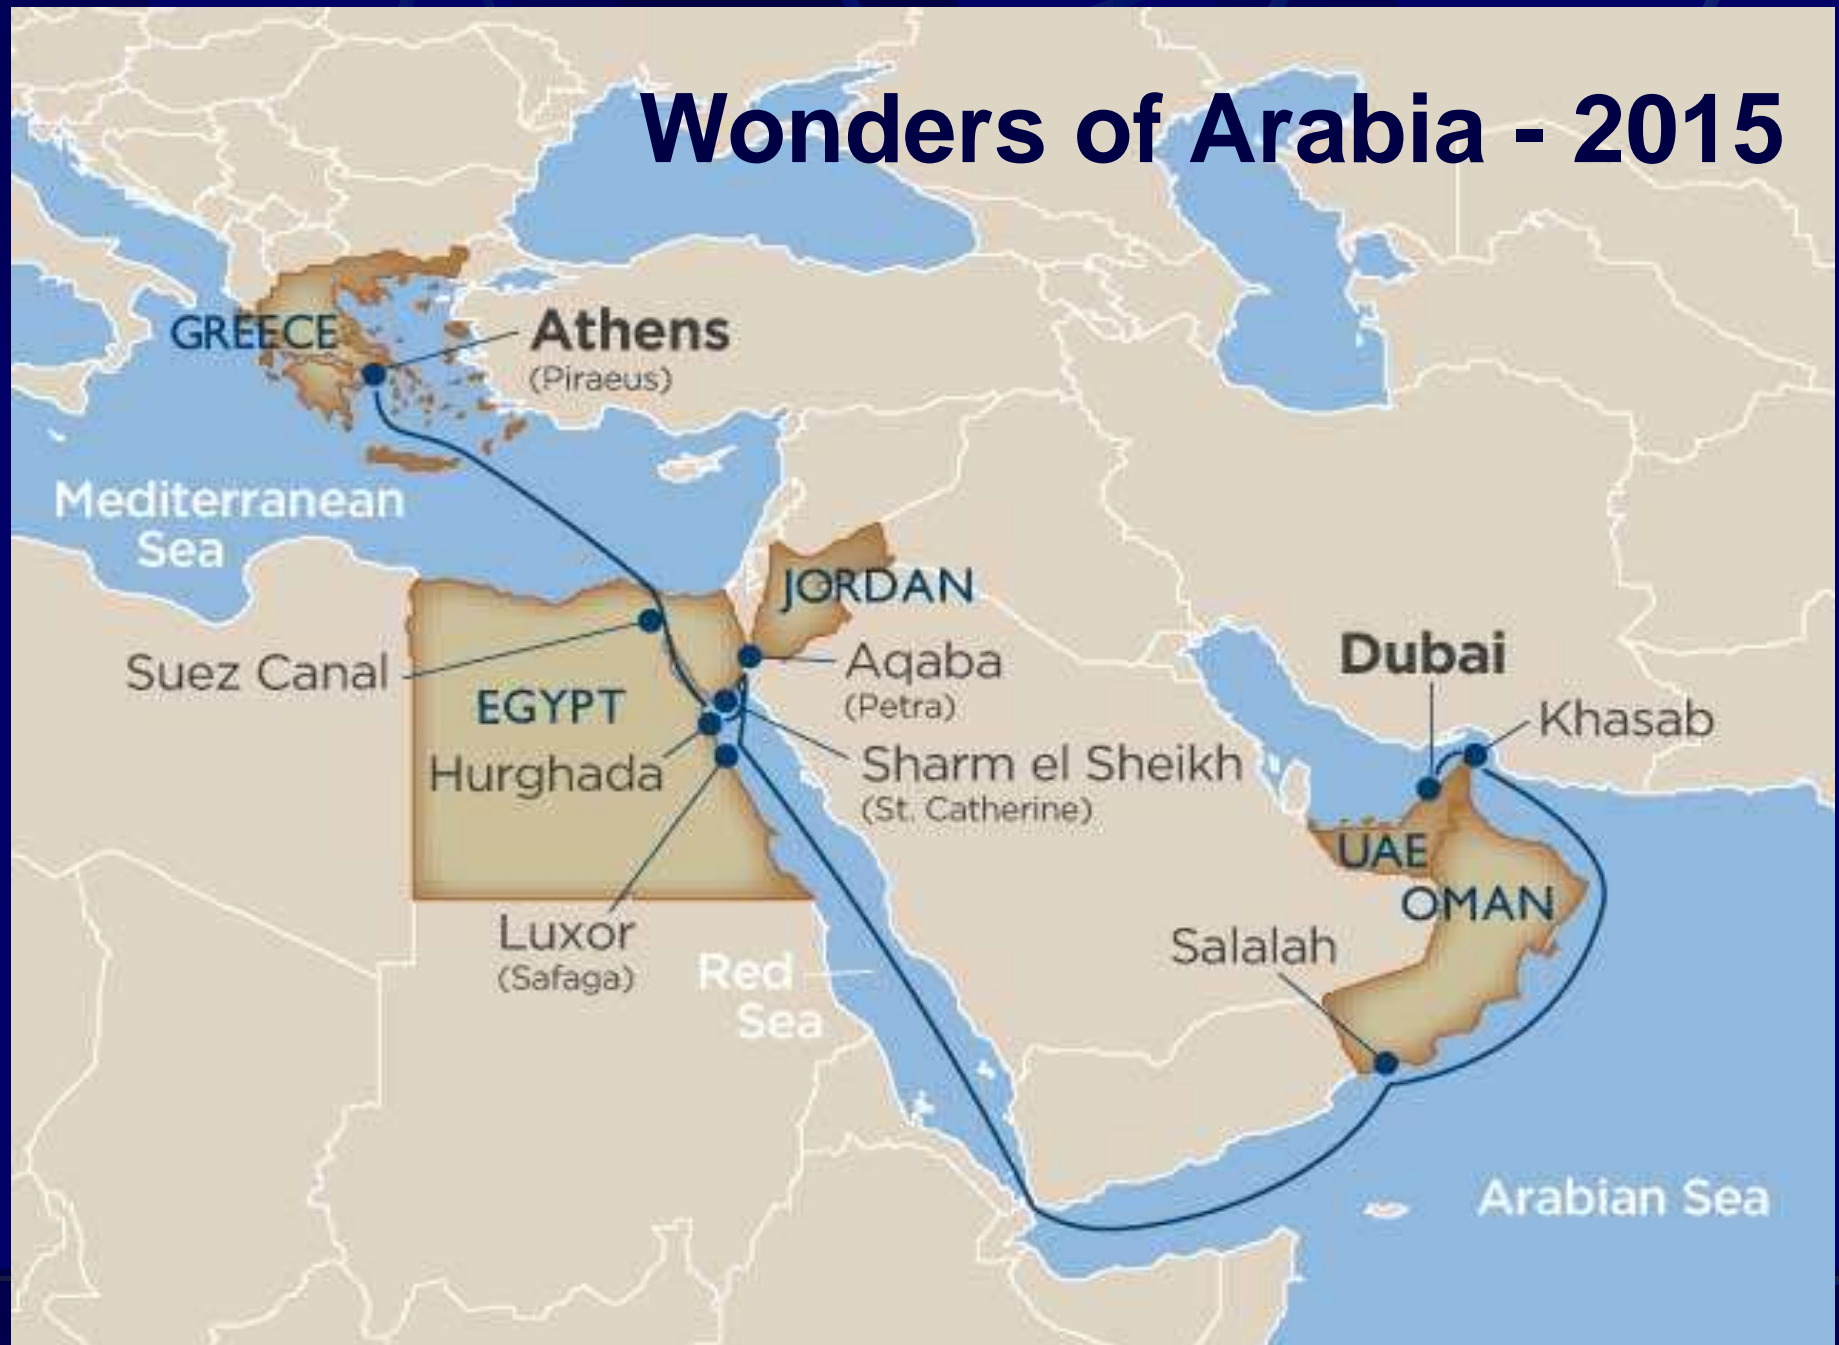 Wonders of Arabia - 2015
GREECE
Athens
(Piraeus)
Mediterranean
Sea
JORDAN
Suez Canal
EGYPT
Aqaba
(Petra)
Dubai
Khasab
Hurghada
Sharm el Sheikh
(St. Catherine)
UAE
OMAN
Luxor
(Safaga)
Red
Sea
Salalah
Arabian Sea